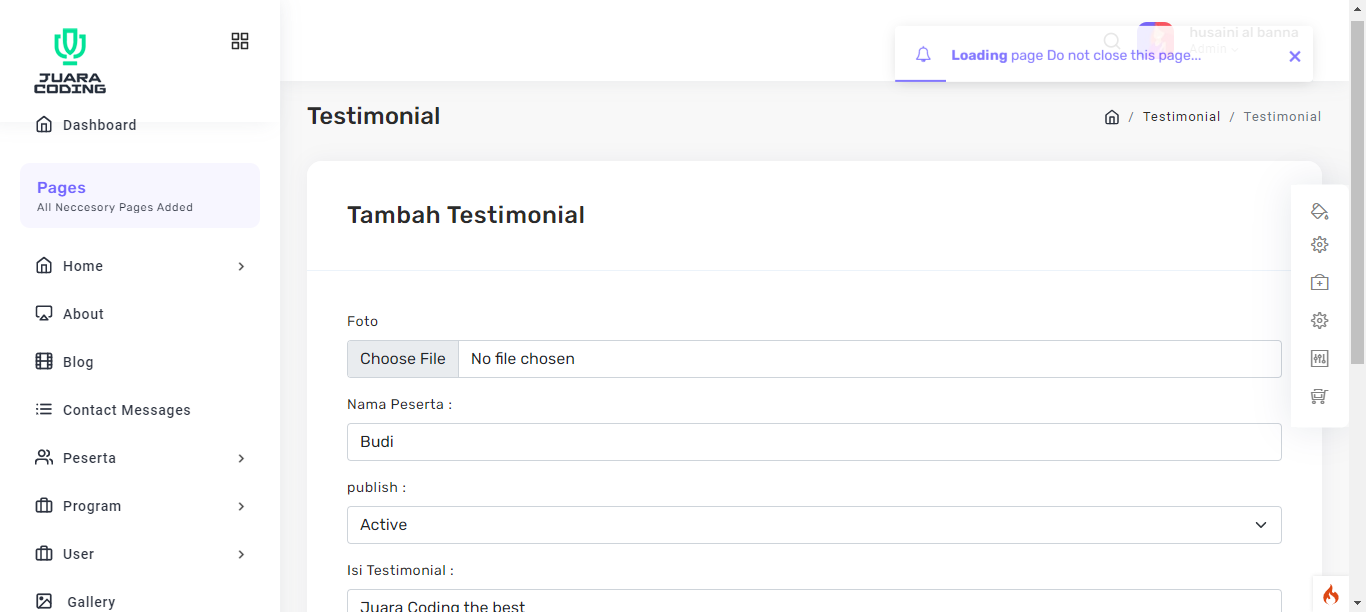 JUARA
CODING
husaini al banna
Admin
Loading page Do not close this page...
Dashboard
Testimonial
/ Testimonial / Testimonial
Pages
All Neccesory Pages Added
Home
About
Blog
Contact Messages
Peserta
Program
User
Gallery
Tambah Testimonial
Foto
Choose File No file chosen
Nama Peserta :
Budi
publish :
Active
Isi Testimonial :
Juara Coding the best